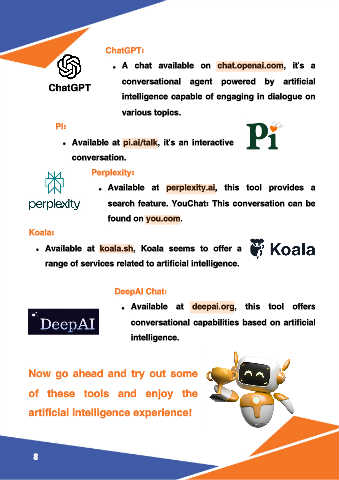 ChatGPT:
• A chat available on chat.openai.com, it's a
conversational agent powered by artificial
intelligence capable of engaging in dialogue on
various topics.
ChatGPT
Pi:
• Available at pi.ai/talk, it's an interactive
conversation.
Pi
Perplexity:
• Available at perplexity.ai, this tool provides a
search feature. YouChat: This conversation can be
found on you.com.
perplexity
Koala:
• Available at koala.sh, Koala seems to offer a
range of services related to artificial intelligence.
Koala
DeepAI Chat:
• Available at deepai.org, this tool offers
conversational capabilities based on artificial
intelligence.
DeepAI
Now go ahead and try out some
of these tools and enjoy the
artificial intelligence experience!
8